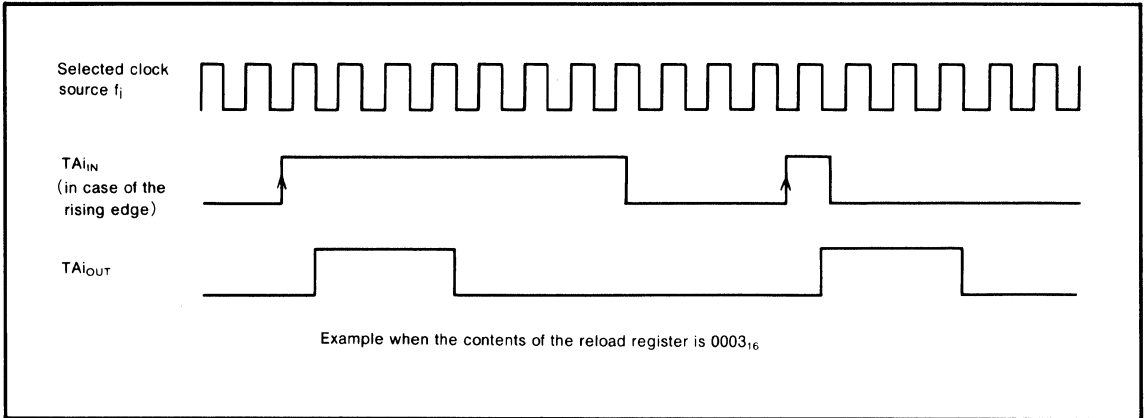 Selected clock
source fi
TAiIN
(in case of the
rising edge)
TAiOUT
Example when the contents of the reload register is 000316